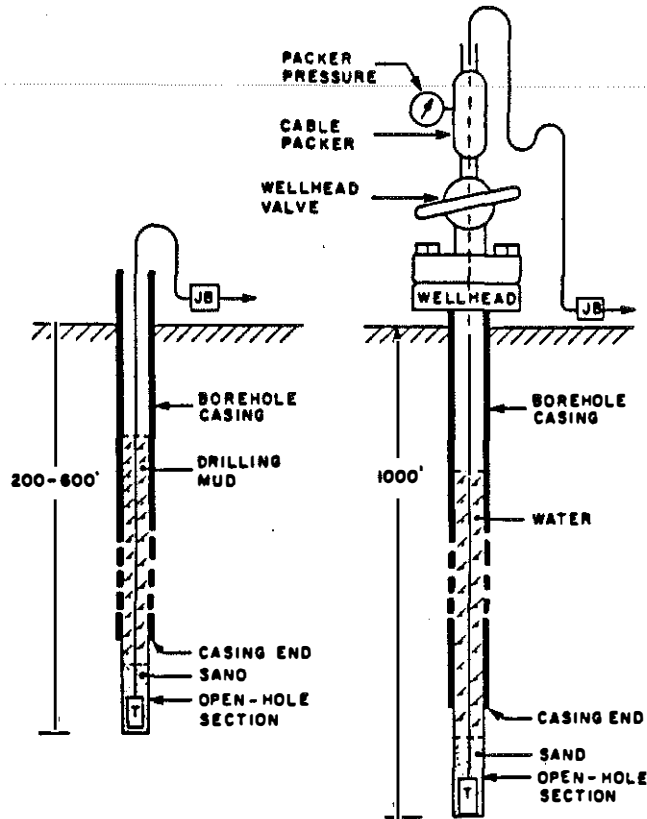 PACKER
PRESSURE
CABLE
PACKER
WELLHEAD
VALVE
WELLHEAD
JB
JB
BOREHOLE
CASING
DRILLING
MUD
200-600'
CASING END
SAND
OPEN-HOLE
SECTION
T
BOREHOLE
CASING
1000'
WATER
CASING END
SAND
OPEN-HOLE
SECTION
T